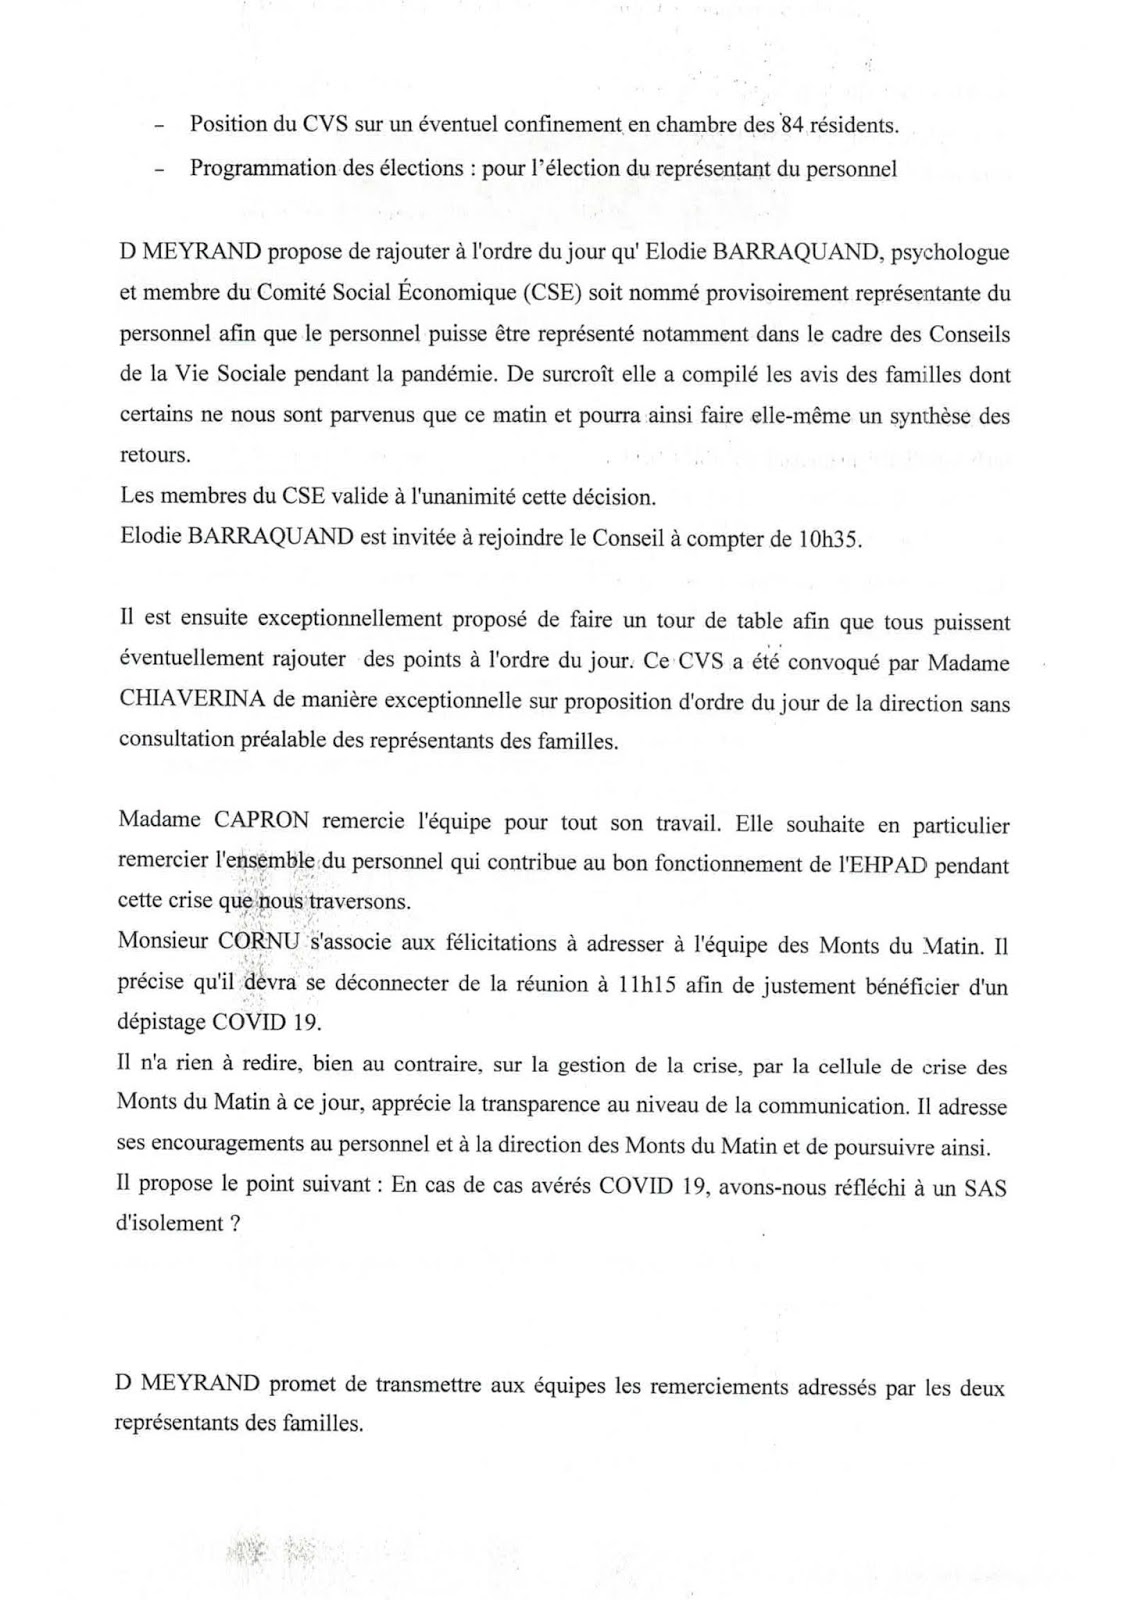 - Position du CVS sur un éventuel confinement en chambre des 84 résidents.
- Programmation des élections : pour l'élection du représentant du personnel
D MEYRAND propose de rajouter à l'ordre du jour qu' Elodie BARRAQUAND, psychologue
et membre du Comité Social Économique (CSE) soit nommé provisoirement représentante du
personnel afin que le personnel puisse être représenté notamment dans le cadre des Conseils
de la Vie Sociale pendant la pandémie. De surcroît elle a compilé les avis des familles dont
certains ne nous sont parvenus que ce matin et pourra ainsi faire elle-même un synthèse des
retours.
Les membres du CSE valide à l'unanimité cette décision.
Elodie BARRAQUAND est invitée à rejoindre le Conseil à compter de 10h35.
Il est ensuite exceptionnellement proposé de faire un tour de table afin que tous puissent
éventuellement rajouter des points à l'ordre du jour. Ce CVS a été convoqué par Madame
CHIAVERINA de manière exceptionnelle sur proposition d'ordre du jour de la direction sans
consultation préalable des représentants des familles.
Madame CAPRON remercie l'équipe pour tout son travail. Elle souhaite en particulier
remercier l'ensemble du personnel qui contribue au bon fonctionnement de l'EHPAD pendant
cette crise que nous traversons.
Monsieur CORNU s'associe aux félicitations à adresser à l'équipe des Monts du Matin. Il
précise qu'il devra se déconnecter de la réunion à 11h15 afin de justement bénéficier d'un
dépistage COVID 19.
Il n'a rien à redire, bien au contraire, sur la gestion de la crise, par la cellule de crise des
Monts du Matin à ce jour, apprécie la transparence au niveau de la communication. Il adresse
ses encouragements au personnel et à la direction des Monts du Matin et de poursuivre ainsi.
Il propose le point suivant : En cas de cas avérés COVID 19, avons-nous réfléchi à un SAS
d'isolement ?
D MEYRAND promet de transmettre aux équipes les remerciements adressés par les deux
représentants des familles.